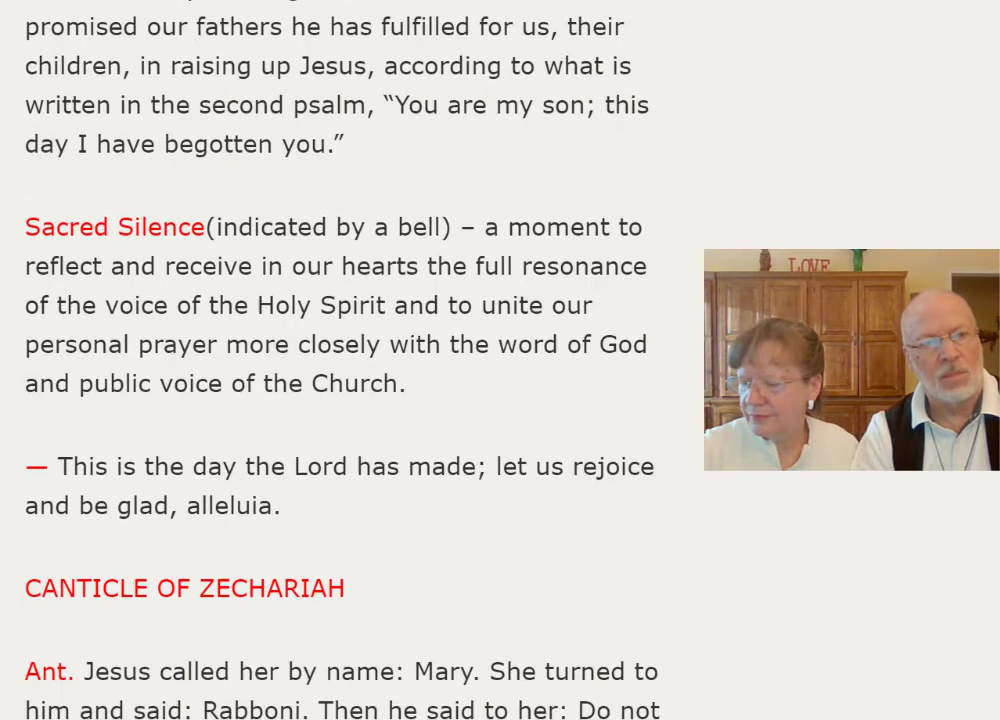 promised our fathers he has fulfilled for us, their
children, in raising up Jesus, according to what is
written in the second psalm, “You are my son; this
day I have begotten you.”
Sacred Silence(indicated by a bell) – a moment to
reflect and receive in our hearts the full resonance
of the voice of the Holy Spirit and to unite our
personal prayer more closely with the word of God
and public voice of the Church.
LOVE
— This is the day the Lord has made; let us rejoice
and be glad, alleluia.
CANTICLE OF ZECHARIAH
Ant. Jesus called her by name: Mary. She turned to
him and said: Rabboni. Then he said to her: Do not